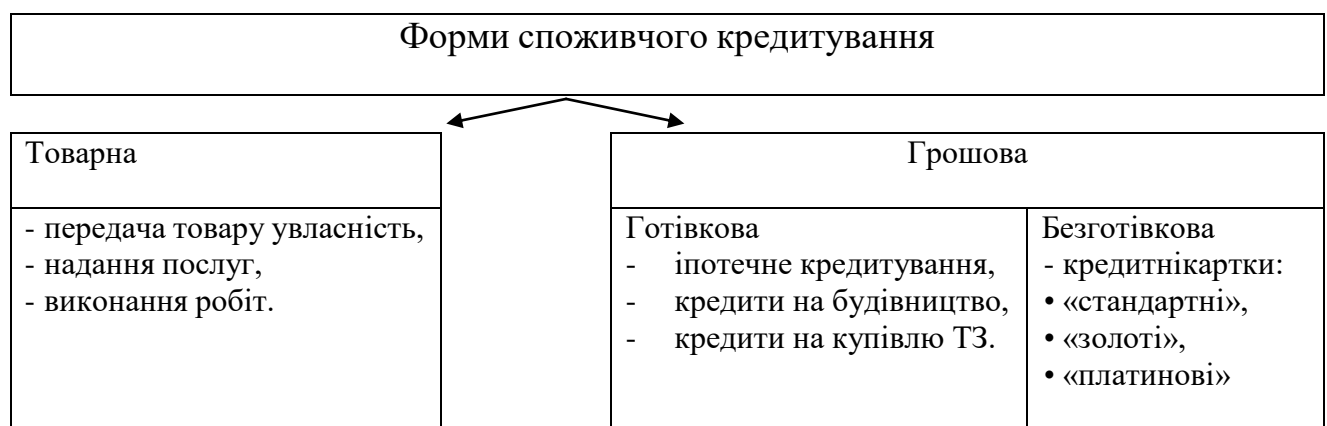 Форми споживчого кредитування
Товарна
- передача товару увласність,
- надання послуг,
- виконання робіт.
Грошова
Готівкова
- іпотечне кредитування,
- кредити на будівництво,
- кредити на купівлю ТЗ.
Безготівкова
- кредитнікартки:
• «стандартні»,
• «золоті»,
• «платинові»